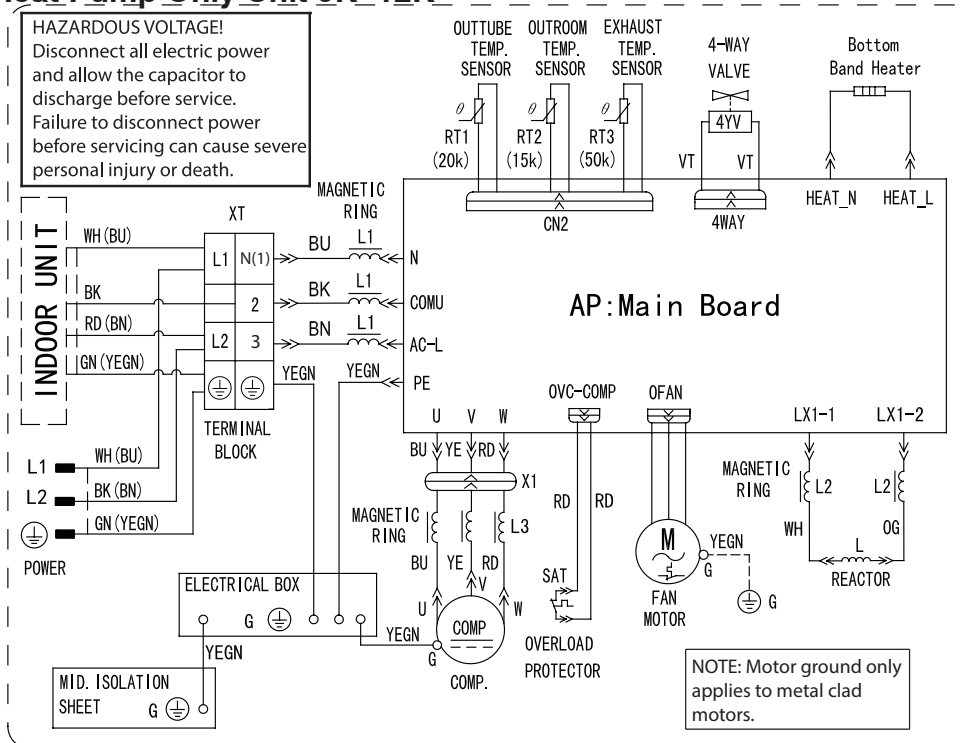 HAZARDOUS VOLTAGE!
Disconnect all electric power
and allow the capacitor to
discharge before service.
Failure to disconnect power
before servicing can cause severe
personal injury or death.
OUTTUBE OUTROOM EXHAUST
TEMP. TEMP. TEMP.
SENSOR SENSOR SENSOR
4-WAY
VALVE
Bottom
Band Heater
θ θ θ
RT1 RT2 RT3
(20k) (15k) (50k)
4YV
VT VT
CN2
4WAY
HEAT_N HEAT_L
MAGNETIC
RING
XT
INDOOR UNIT
WH(BU)
L1 N(1)
BU L1 N
BK
2
BK L1 COMU
RD(BN)
L2 3
BN L1 AC-L
GN(YEGN)
YEGN
YEGN PE
AP:Main Board
TERMINAL
BLOCK
OVC-COMP OFAN LX1-1 LX1-2
U V W
BU YE RD
X1
L1 WH(BU)
L2 BK(BN)
GN(YEGN)
POWER
MAGNETIC
RING
L3
BU YE RD
RD RD
MAGNETIC
RING
L2 L2
WH OG
L
REACTOR
M
YEGN
G
G
FAN
MOTOR
SAT
OVERLOAD
PROTECTOR
ELECTRICAL BOX
G
YEGN
YEGN
U V W
COMP
G
COMP.
MID. ISOLATION
SHEET G
NOTE: Motor ground only
applies to metal clad
motors.